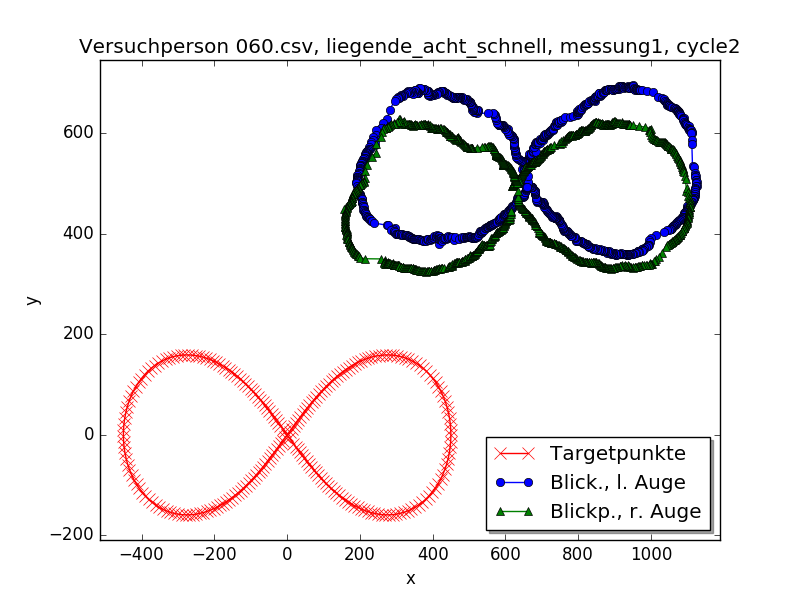 Versuchperson 060.csv, liegende_acht_schnell, messung1, cycle2
y
600
400
200
0
−200
−400
−200
0
200
400
600
800
1000
x
Targetpunkte
Blick., l. Auge
Blickp., r. Auge